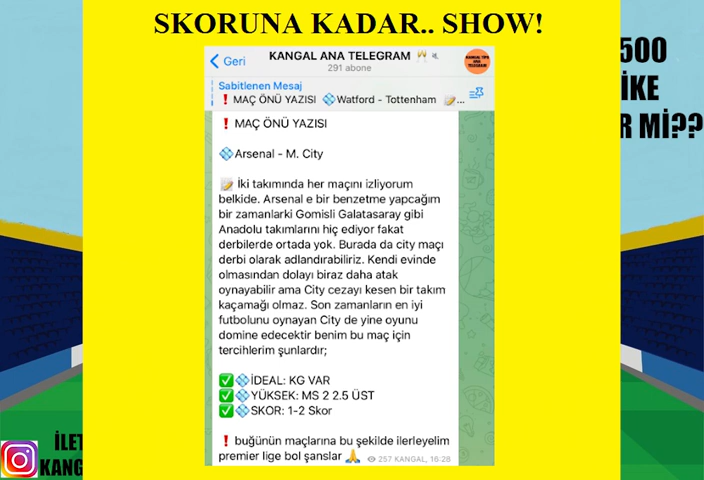 SKORUNA KADAR.. SHOW!
500
İKE
R Mİ??
Geri
KANGAL ANA TELEGRAM
291 abone
KANGAL TIPS
ANA
TELEGRAM
Sabitlenen Mesaj
❗ MAÇ ÖNÜ YAZISI 💠Watford - Tottenham 📝...
❗ MAÇ ÖNÜ YAZISI
💠Arsenal - M. City
📝 İki takımında her maçını izliyorum
belkide. Arsenal e bir benzetme yapcağım
bir zamanlarki Gomisli Galatasaray gibi
Anadolu takımlarını hiç ediyor fakat
derbilerde ortada yok. Burada da city maçı
derbi olarak adlandırabiliriz. Kendi evinde
olmasından dolayı biraz daha atak
oynayabilir ama City cezayı kesen bir takım
kaçamağı olmaz. Son zamanların en iyi
futbolunu oynayan City de yine oyunu
domine edecektir benim bu maç için
tercihlerim şunlardır;
✅💠İDEAL: KG VAR
✅💠YÜKSEK: MS 2 2.5 ÜST
✅💠SKOR: 1-2 Skor
❗ buğünün maçlarına bu şekilde ilerleyelim
premier lige bol şanslar 🙏 257 KANGAL, 16:28
İLET
KANG